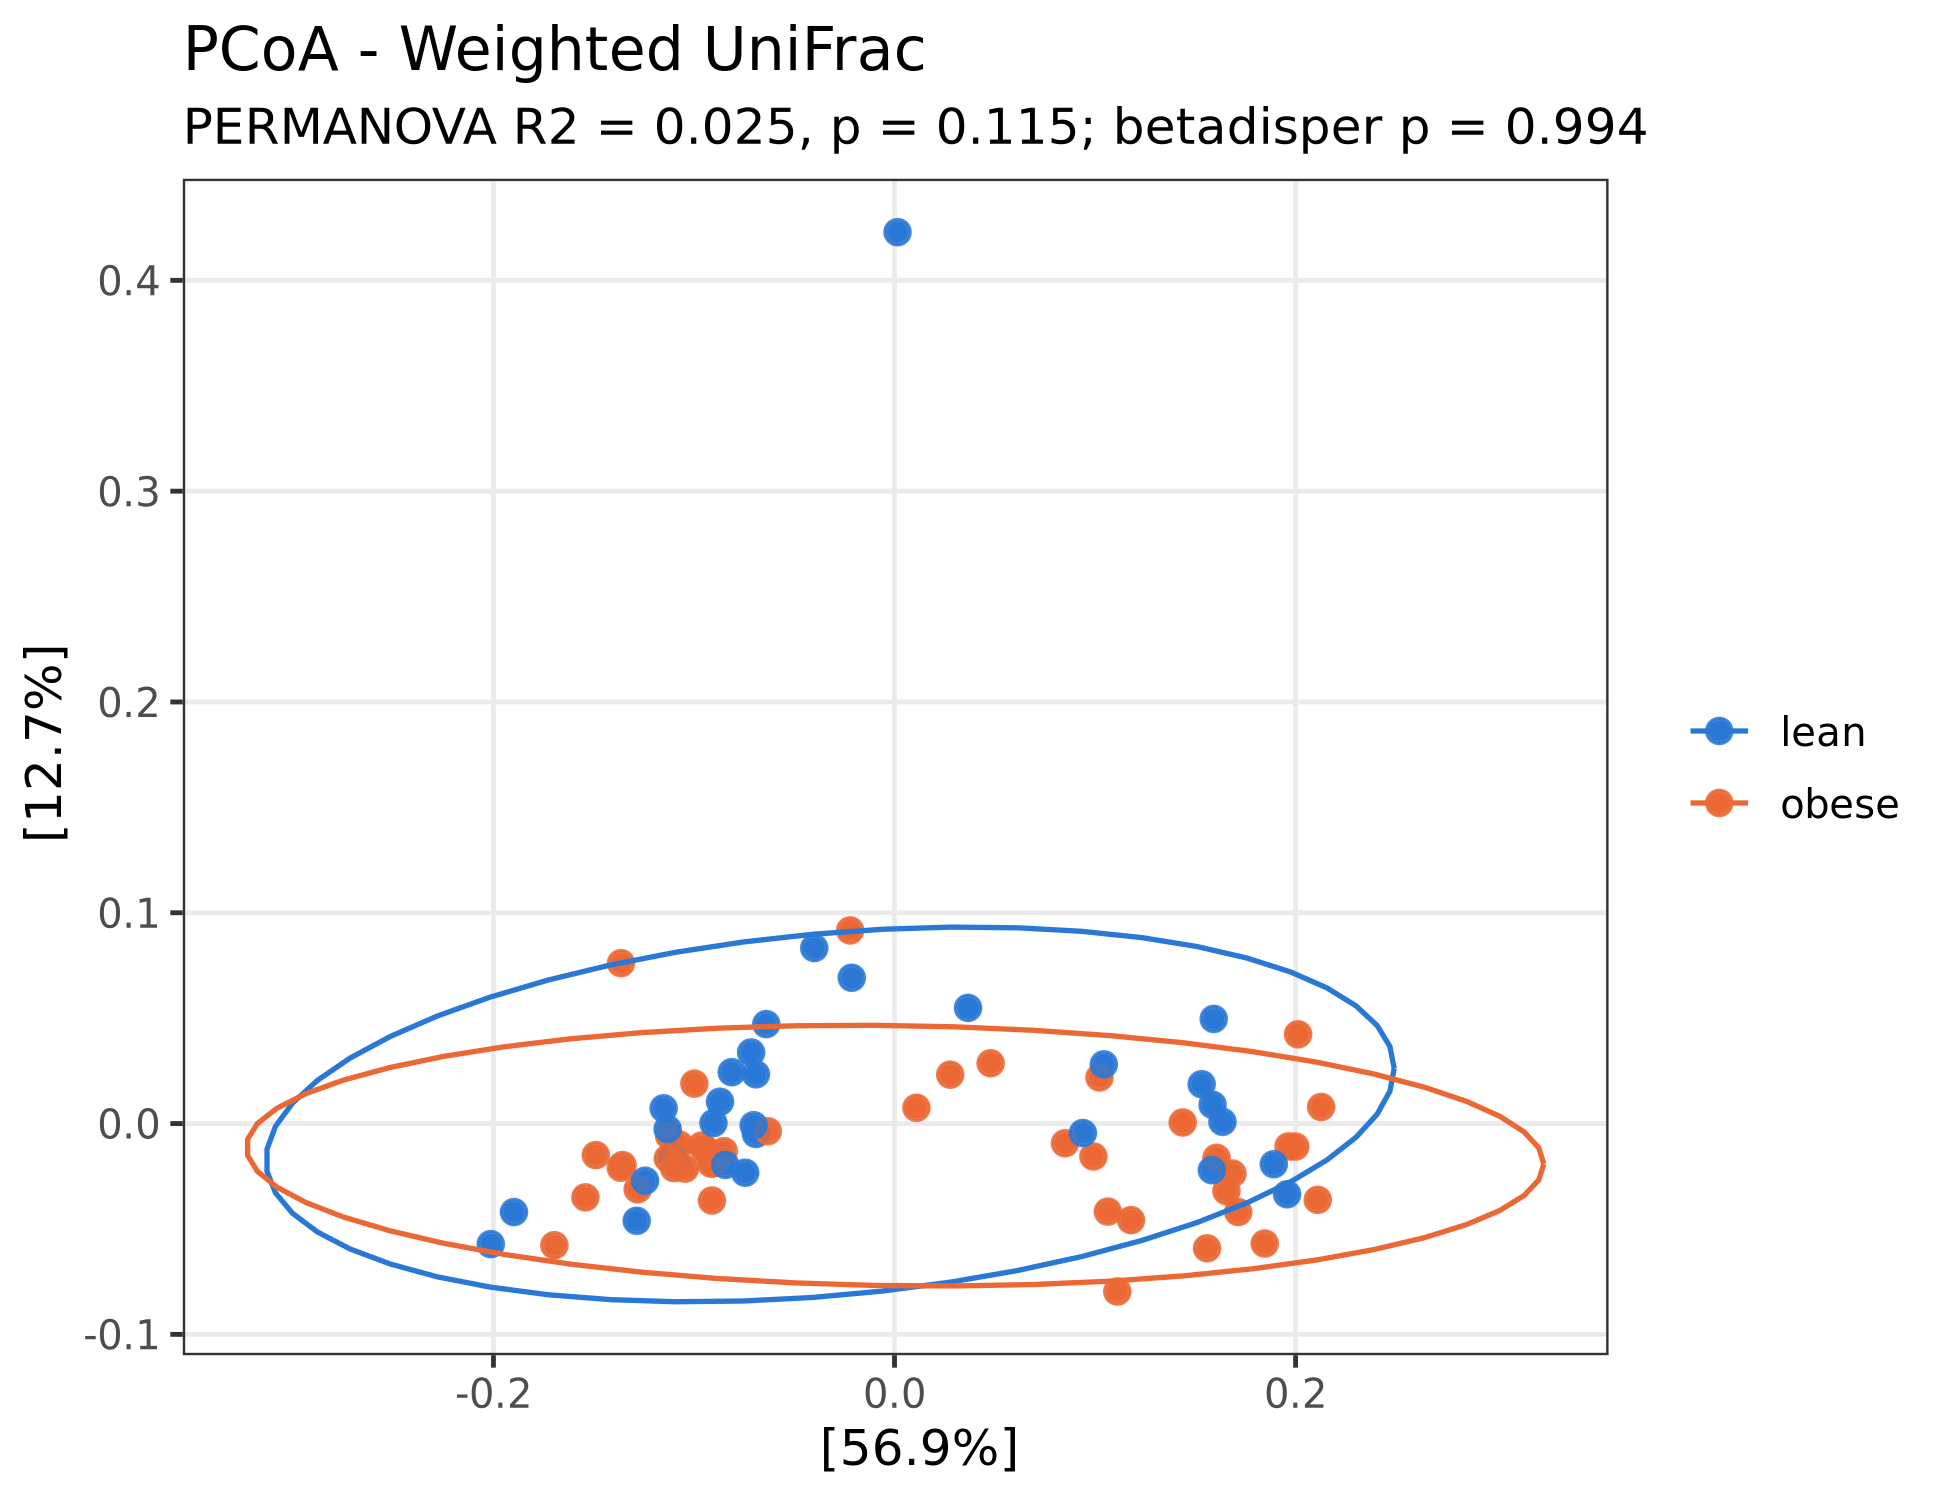 PCoA - Weighted UniFrac
PERMANOVA R2 = 0.025, p = 0.115; betadisper p = 0.994
0.4
0.3
0.2
0.1
0.0
-0.1
[12.7%]
-0.2
0.0
0.2
[56.9%]
lean
obese